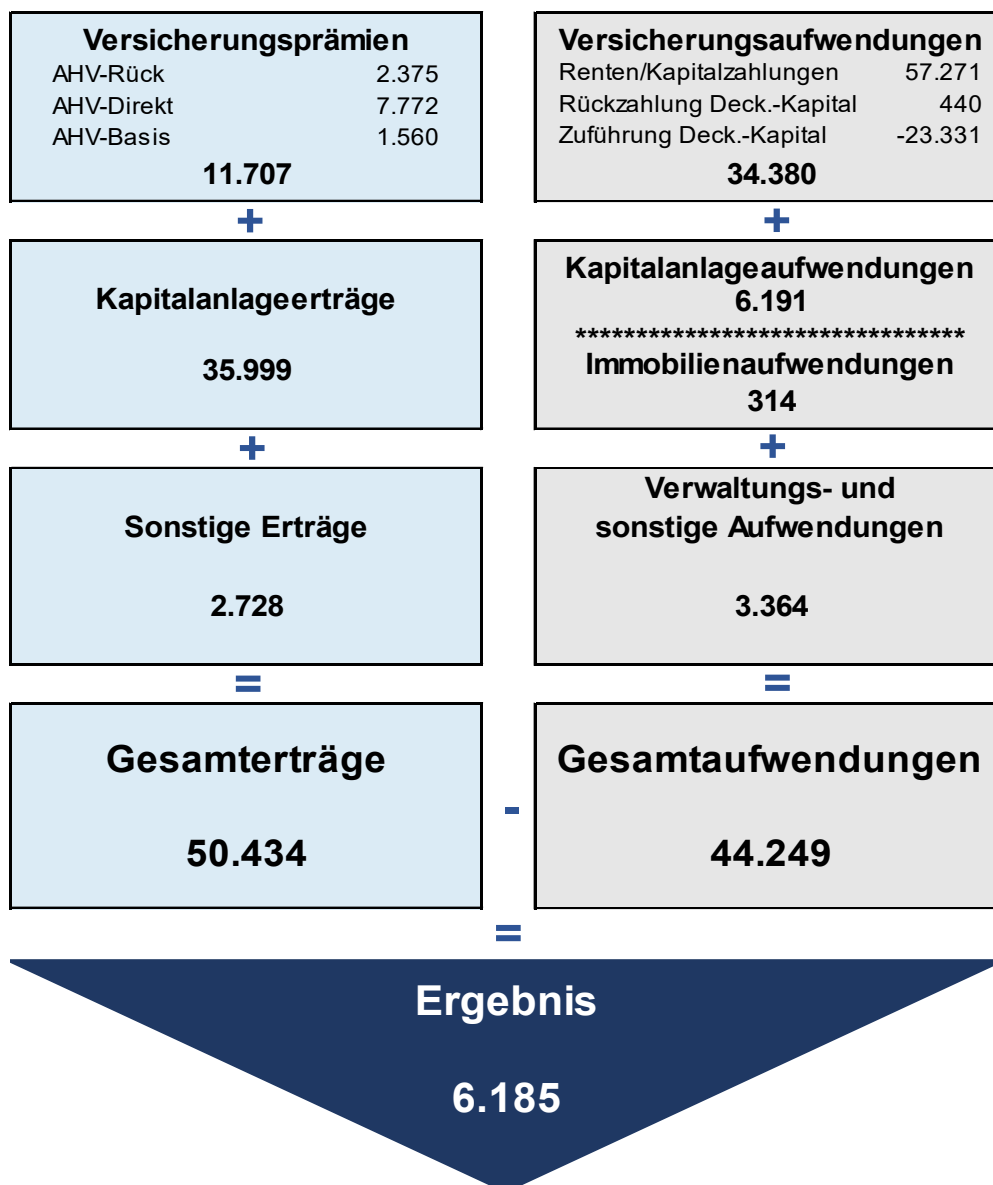 Versicherungsprämien
AHV-Rück 2.375
AHV-Direkt 7.772
AHV-Basis 1.560
11.707
+
Kapitalanlageerträge
35.999
+
Sonstige Erträge
2.728
=
Gesamterträge
50.434
Versicherungsaufwendungen
Renten/Kapitalzahlungen 57.271
Rückzahlung Deck.-Kapital 440
Zuführung Deck.-Kapital -23.331
34.380
+
Kapitalanlageaufwendungen
6.191
**********************************
Immobilienaufwendungen
314
+
Verwaltungs- und
sonstige Aufwendungen
3.364
=
Gesamtaufwendungen
44.249
-
=
Ergebnis
6.185